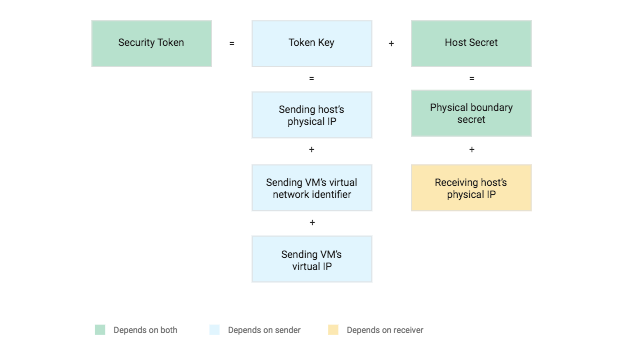 Security Token
=
Token Key
+
Host Secret
=
=
Sending host's
physical IP
Physical boundary
secret
+
+
Sending VM's virtual
network identifier
Receiving host's
physical IP
+
Sending VM's
virtual IP
Depends on both
Depends on sender
Depends on receiver